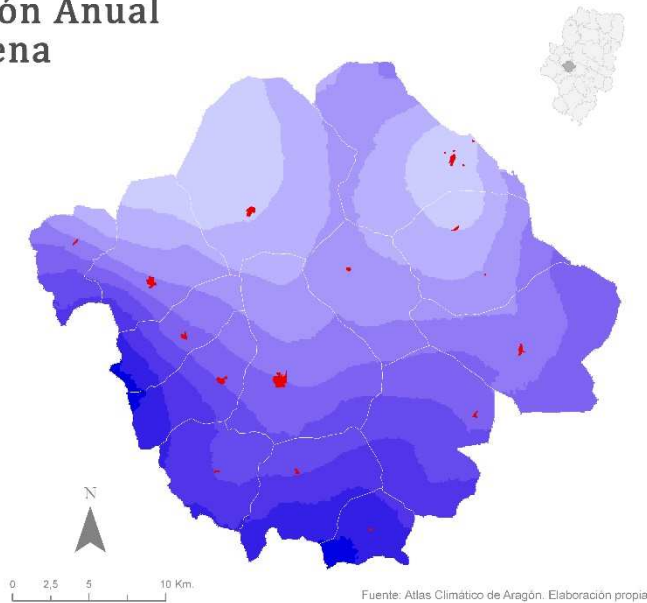 ón Anual
ena
N
0 2,5 5 10 Km.
Fuente: Atlas Climático de Aragón. Elaboración propia